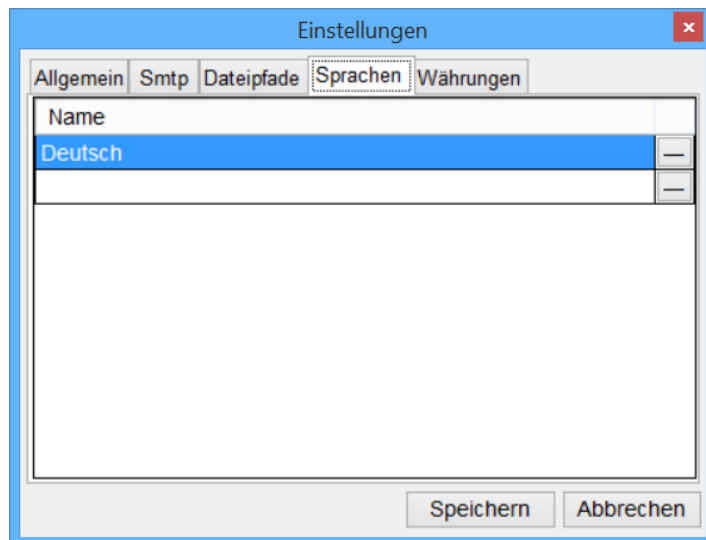 Einstellungen
Allgemein Smtp Dateipfade Sprachen Währungen
Name
Deutsch
Speichern Abbrechen